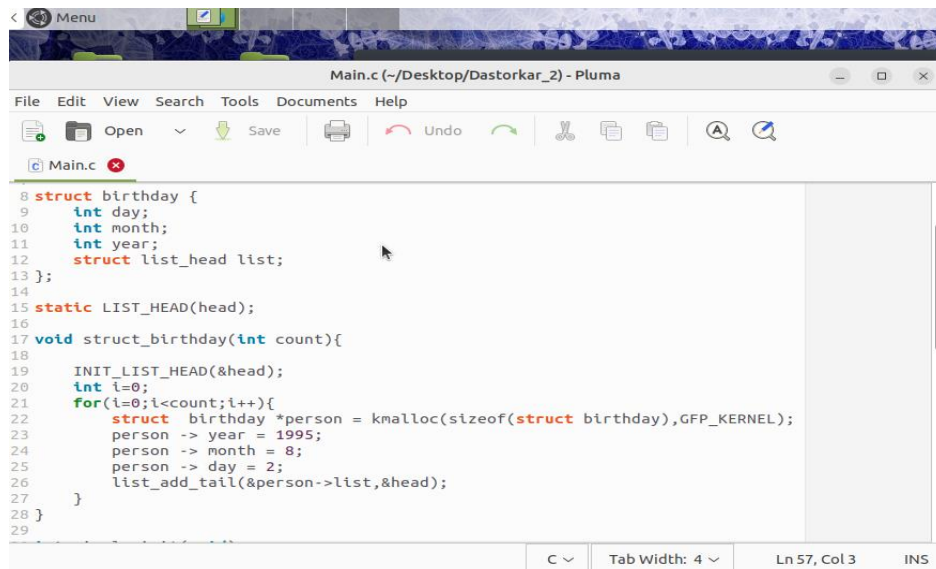 < Menu
Main.c (~/Desktop/Dastorkar_2) - Pluma
File Edit View Search Tools Documents Help
Open Save Undo
c Main.c
8 struct birthday {
9     int day;
10     int month;
11     int year;
12     struct list_head list;
13 };
14
15 static LIST_HEAD(head);
16
17 void struct_birthday(int count){
18
19     INIT_LIST_HEAD(&head);
20     int i=0;
21     for(i=0;i<count;i++){
22         struct  birthday *person = kmalloc(sizeof(struct birthday),GFP_KERNEL);
23         person -> year = 1995;
24         person -> month = 8;
25         person -> day = 2;
26         list_add_tail(&person->list,&head);
27     }
28 }
29
C Tab Width: 4 Ln 57, Col 3 INS